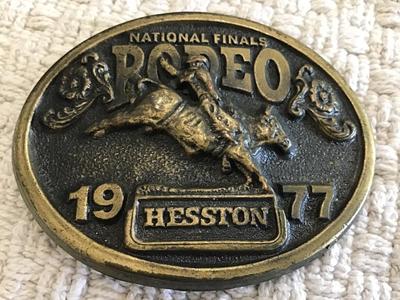 NATIONAL FINALS
RODEO
19 77
HESSTON